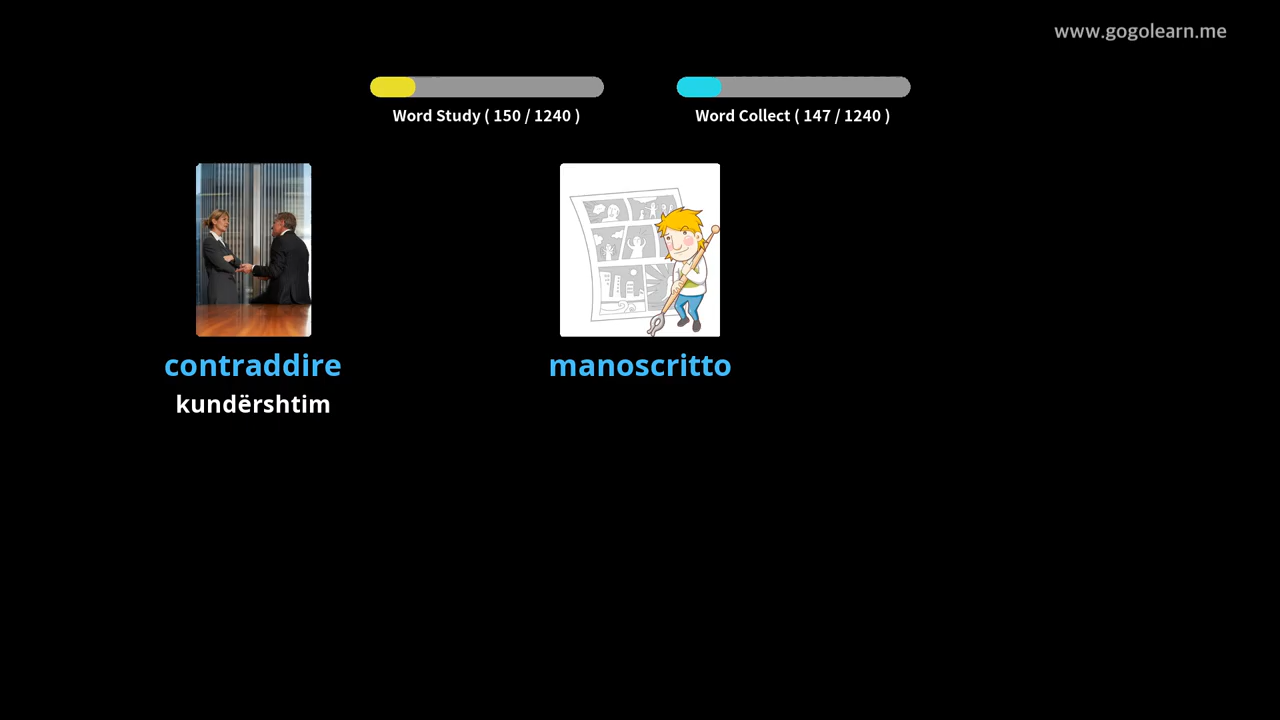 www.gogolearn.me
Word Study ( 150 / 1240 )
Word Collect ( 147 / 1240 )
contraddire
manoscritto
kundërshtim